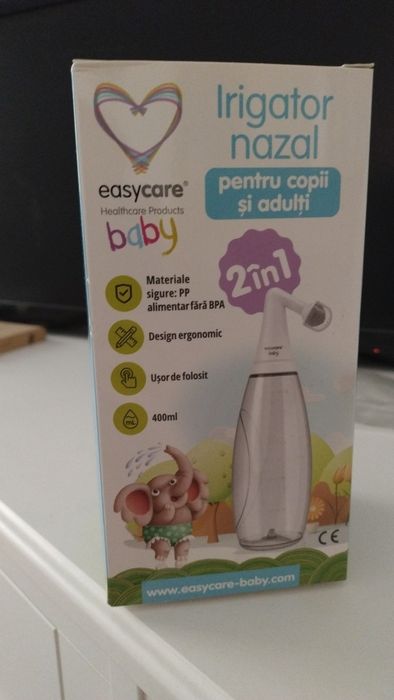 easycare®
Healthcare Products
baby
Irigator
nazal
pentru copii
și adulți
2în1
Materiale
sigure: PP
alimentar fără BPA
Design ergonomic
Ușor de folosit
mL
400ml
easycare
baby
CE
www.easycare-baby.com